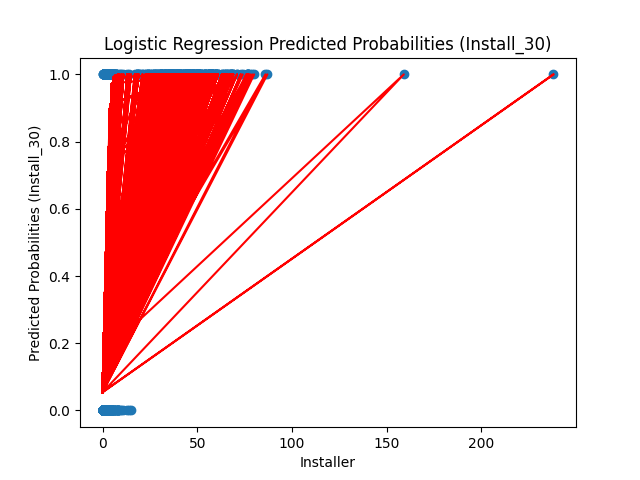 Logistic Regression Predicted Probabilities (Install_30)
Predicted Probabilities (Install_30)
1.0
0.8
0.6
0.4
0.2
0.0
0 50 100 150 200
Installer